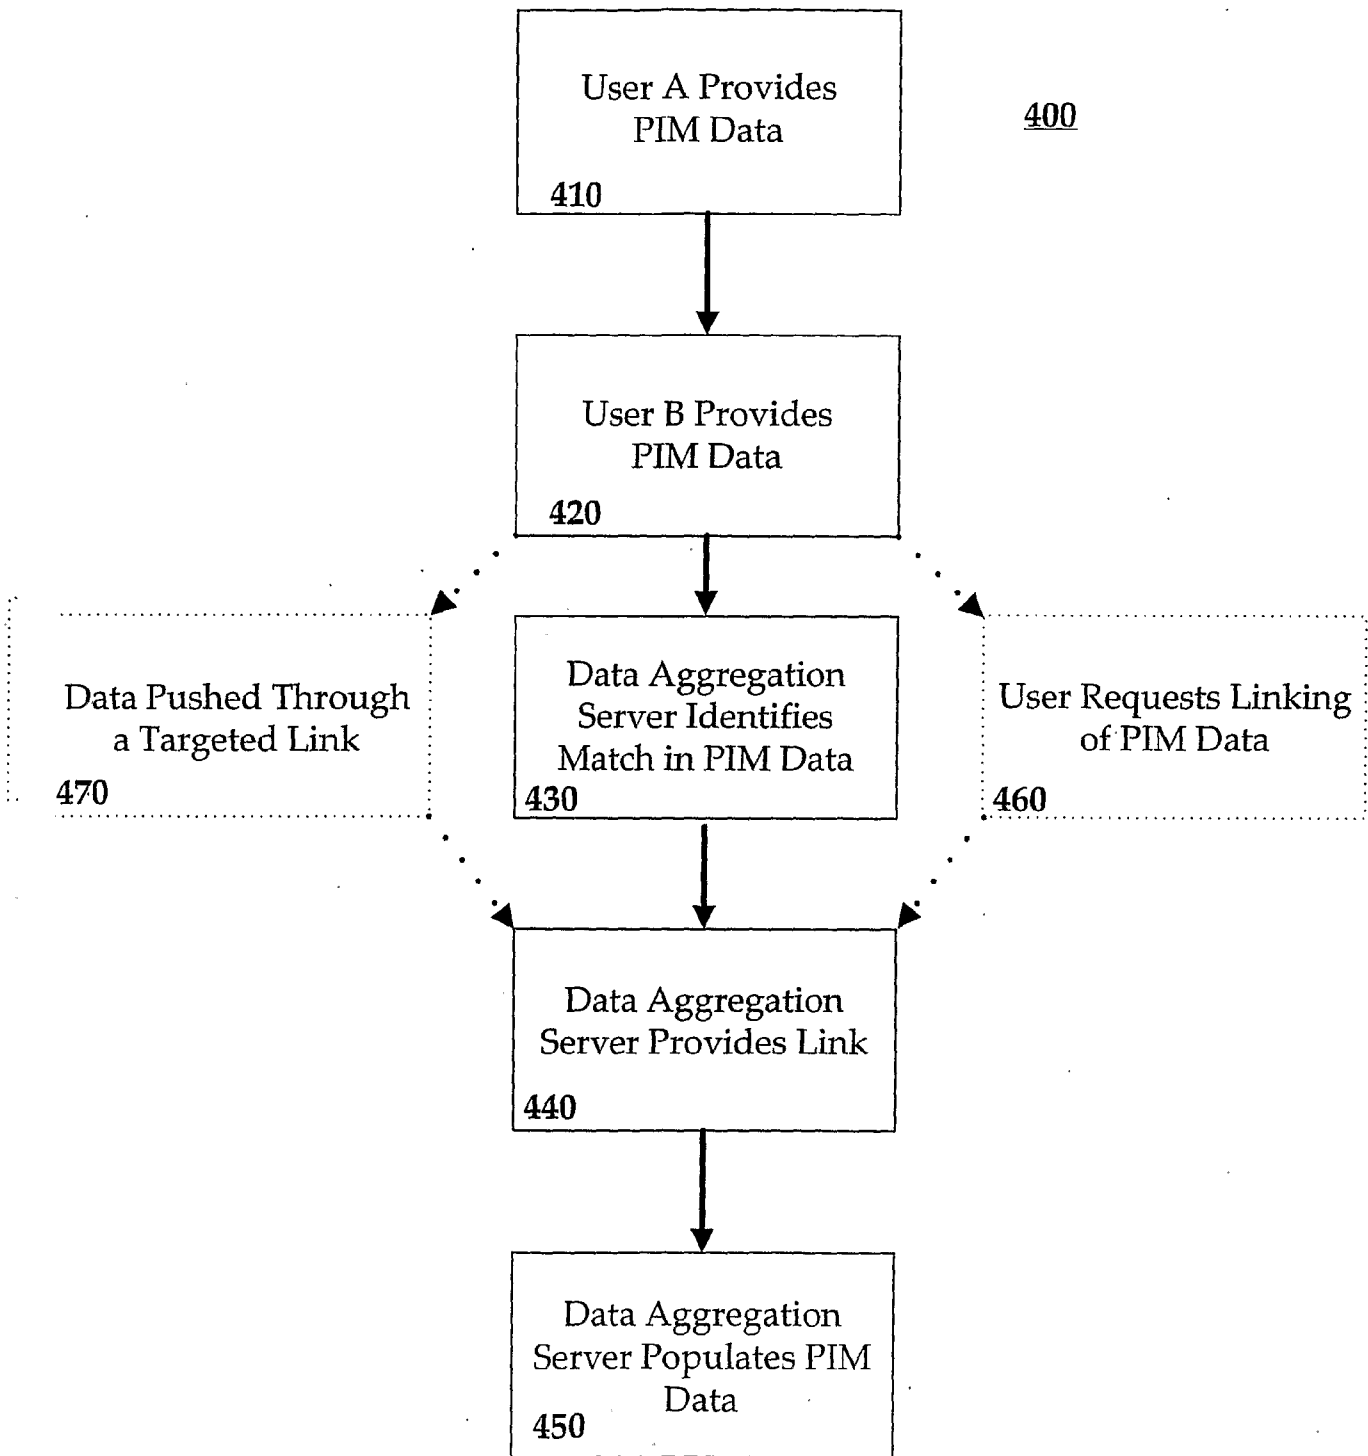 User A Provides
PIM Data
410
400
User B Provides
PIM Data
420
Data Pushed Through
a Targeted Link
470
Data Aggregation
Server Identifies
Match in PIM Data
430
User Requests Linking
of PIM Data
460
Data Aggregation
Server Provides Link
440
Data Aggregation
Server Populates PIM
Data
450